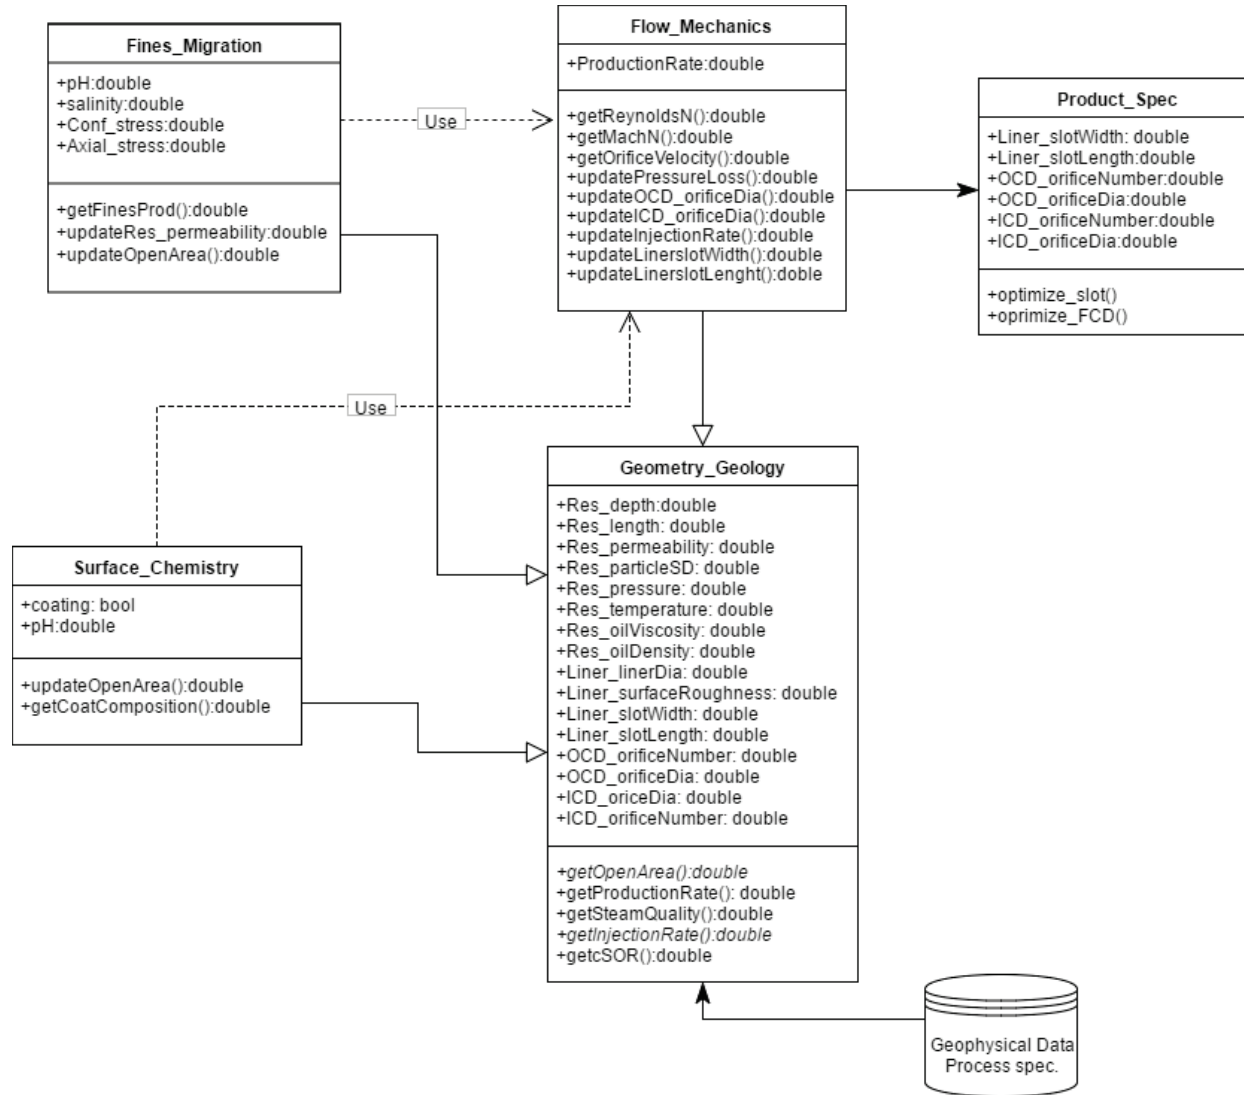 Fines_Migration
+pH:double
+salinity:double
+Conf_stress:double
+Axial_stress:double
+getFinesProd():double
+updateRes_permeability:double
+updateOpenArea():double
Use
Flow_Mechanics
+ProductionRate:double
+getReynoldsN():double
+getMachN():double
+getOrificeVelocity():double
+updatePressureLoss():double
+updateOCD_orificeDia():double
+updateICD_orificeDia():double
+updateInjectionRate():double
+updateLinerslotWidth():double
+updateLinerslotLenght():doble
Product_Spec
+Liner_slotWidth: double
+Liner_slotLength:double
+OCD_orificeNumber:double
+OCD_orificeDia:double
+ICD_orificeNumber:double
+ICD_orificeDia:double
+optimize_slot()
+oprimize_FCD()
Use
Surface_Chemistry
+coating: bool
+pH:double
+updateOpenArea():double
+getCoatComposition():double
Geometry_Geology
+Res_depth:double
+Res_length: double
+Res_permeability: double
+Res_particleSD: double
+Res_pressure: double
+Res_temperature: double
+Res_oilViscosity: double
+Res_oilDensity: double
+Liner_linerDia: double
+Liner_surfaceRoughness: double
+Liner_slotWidth: double
+Liner_slotLength: double
+OCD_orificeNumber: double
+OCD_orificeDia: double
+ICD_oriceDia: double
+ICD_orificeNumber: double
+getOpenArea():double
+getProductionRate(): double
+getSteamQuality():double
+getInjectionRate():double
+getcSOR():double
Geophysical Data
Process spec.